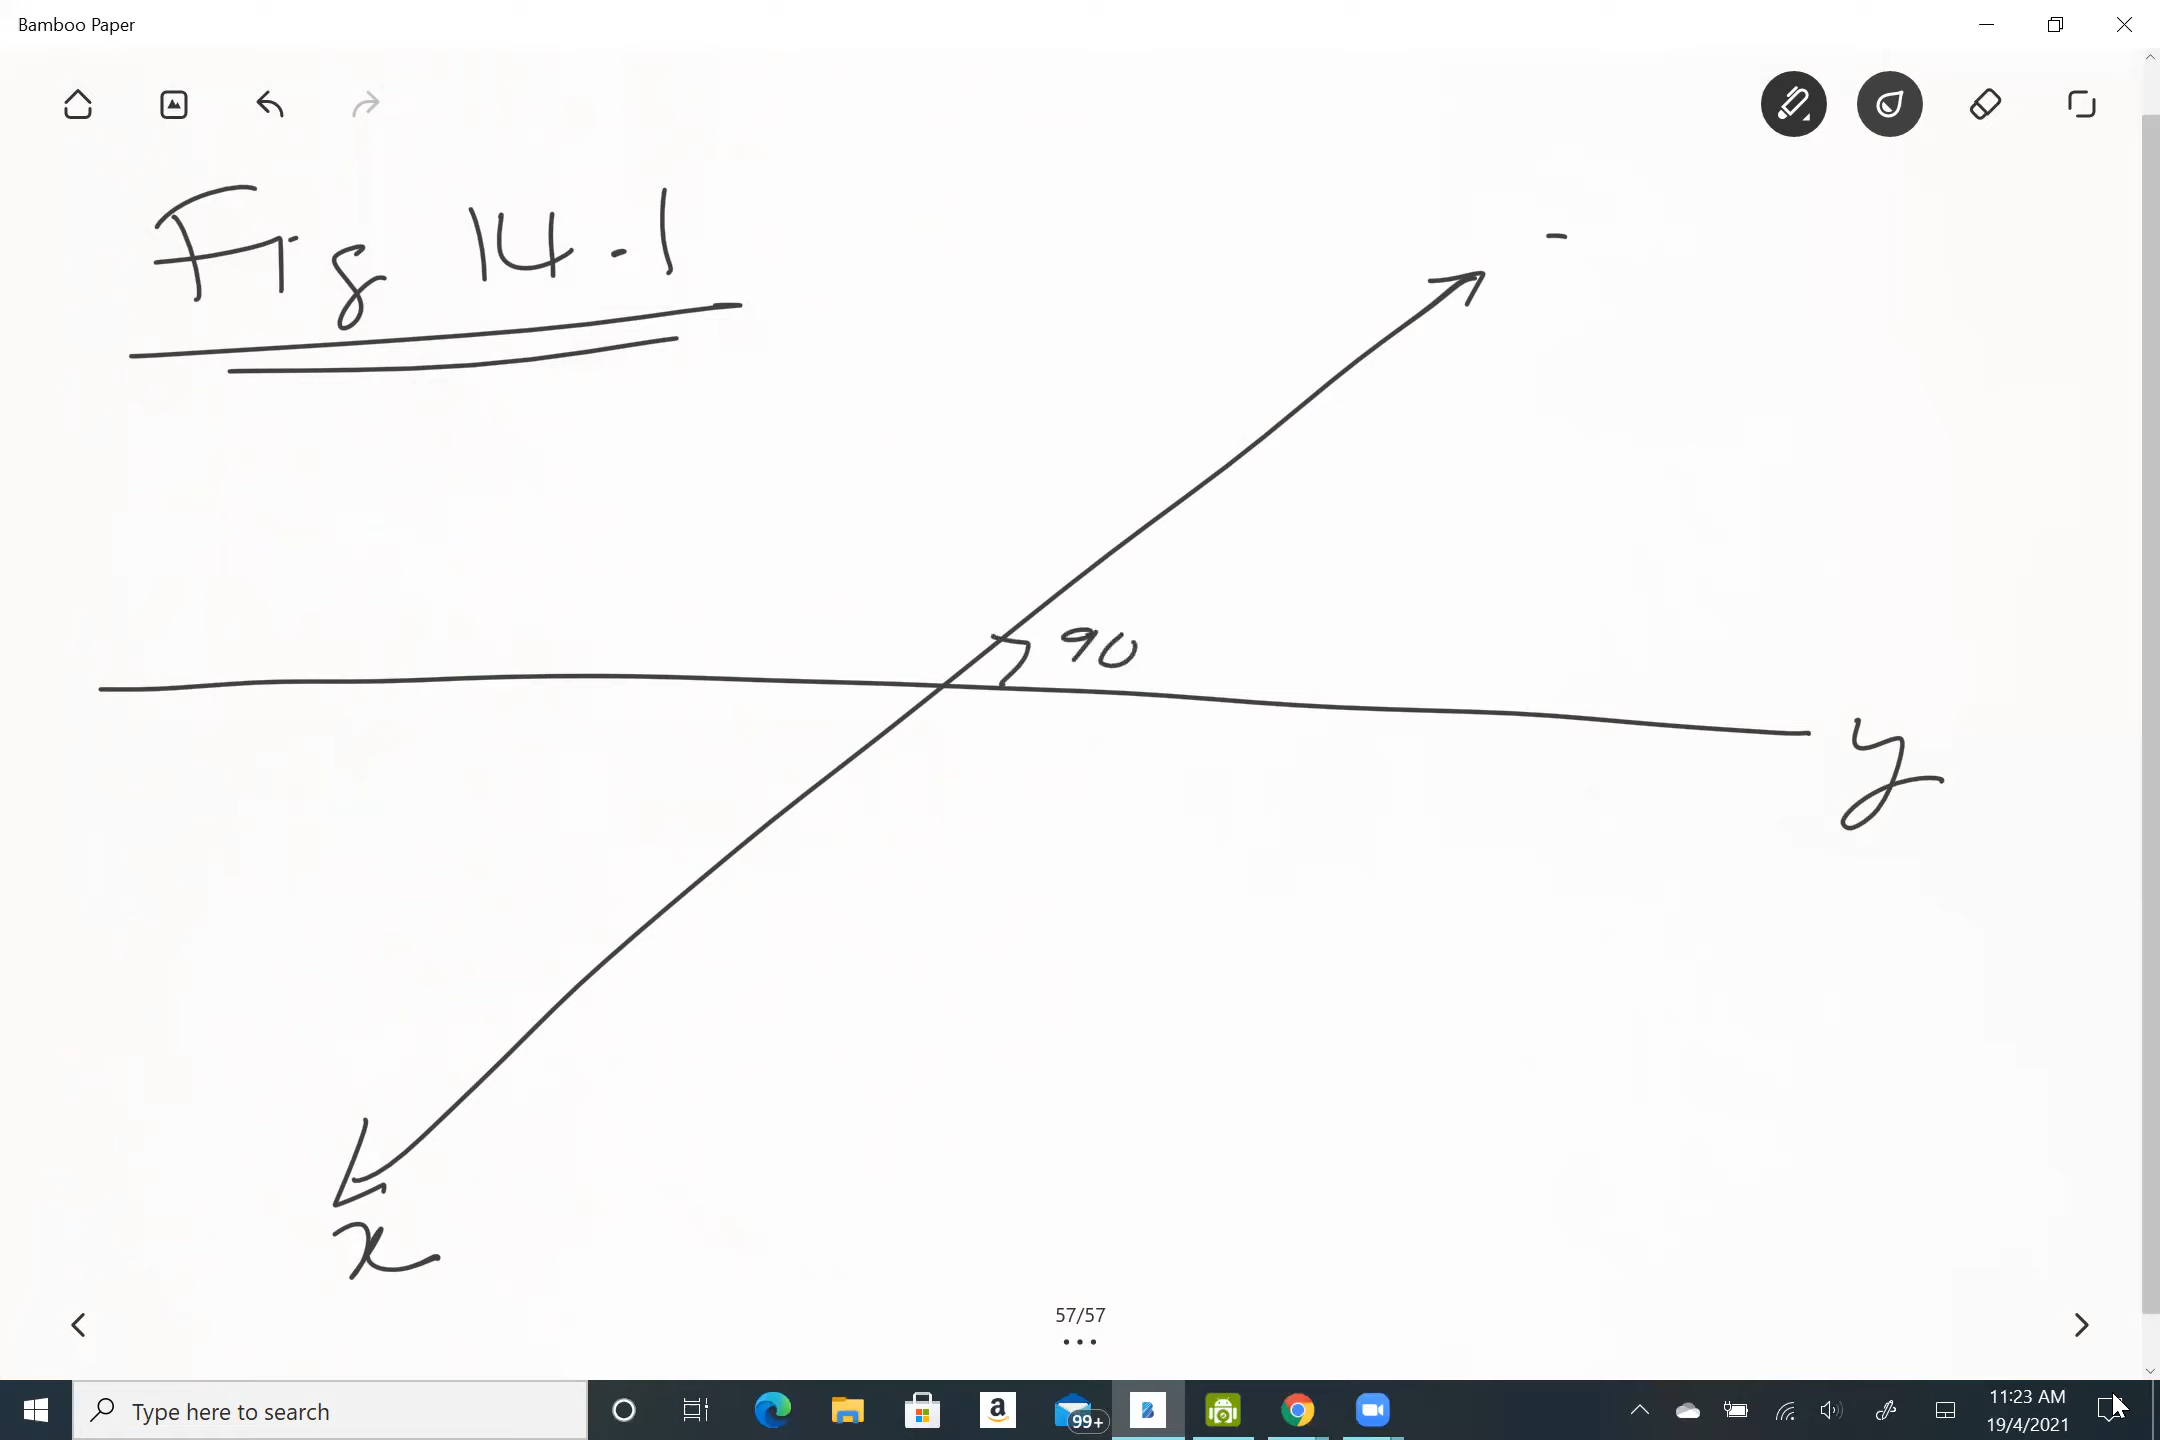 Bamboo Paper
Fig 14.1
-
90
y
x
57/57
Type here to search
a
99+
B
11:23 AM
19/4/2021